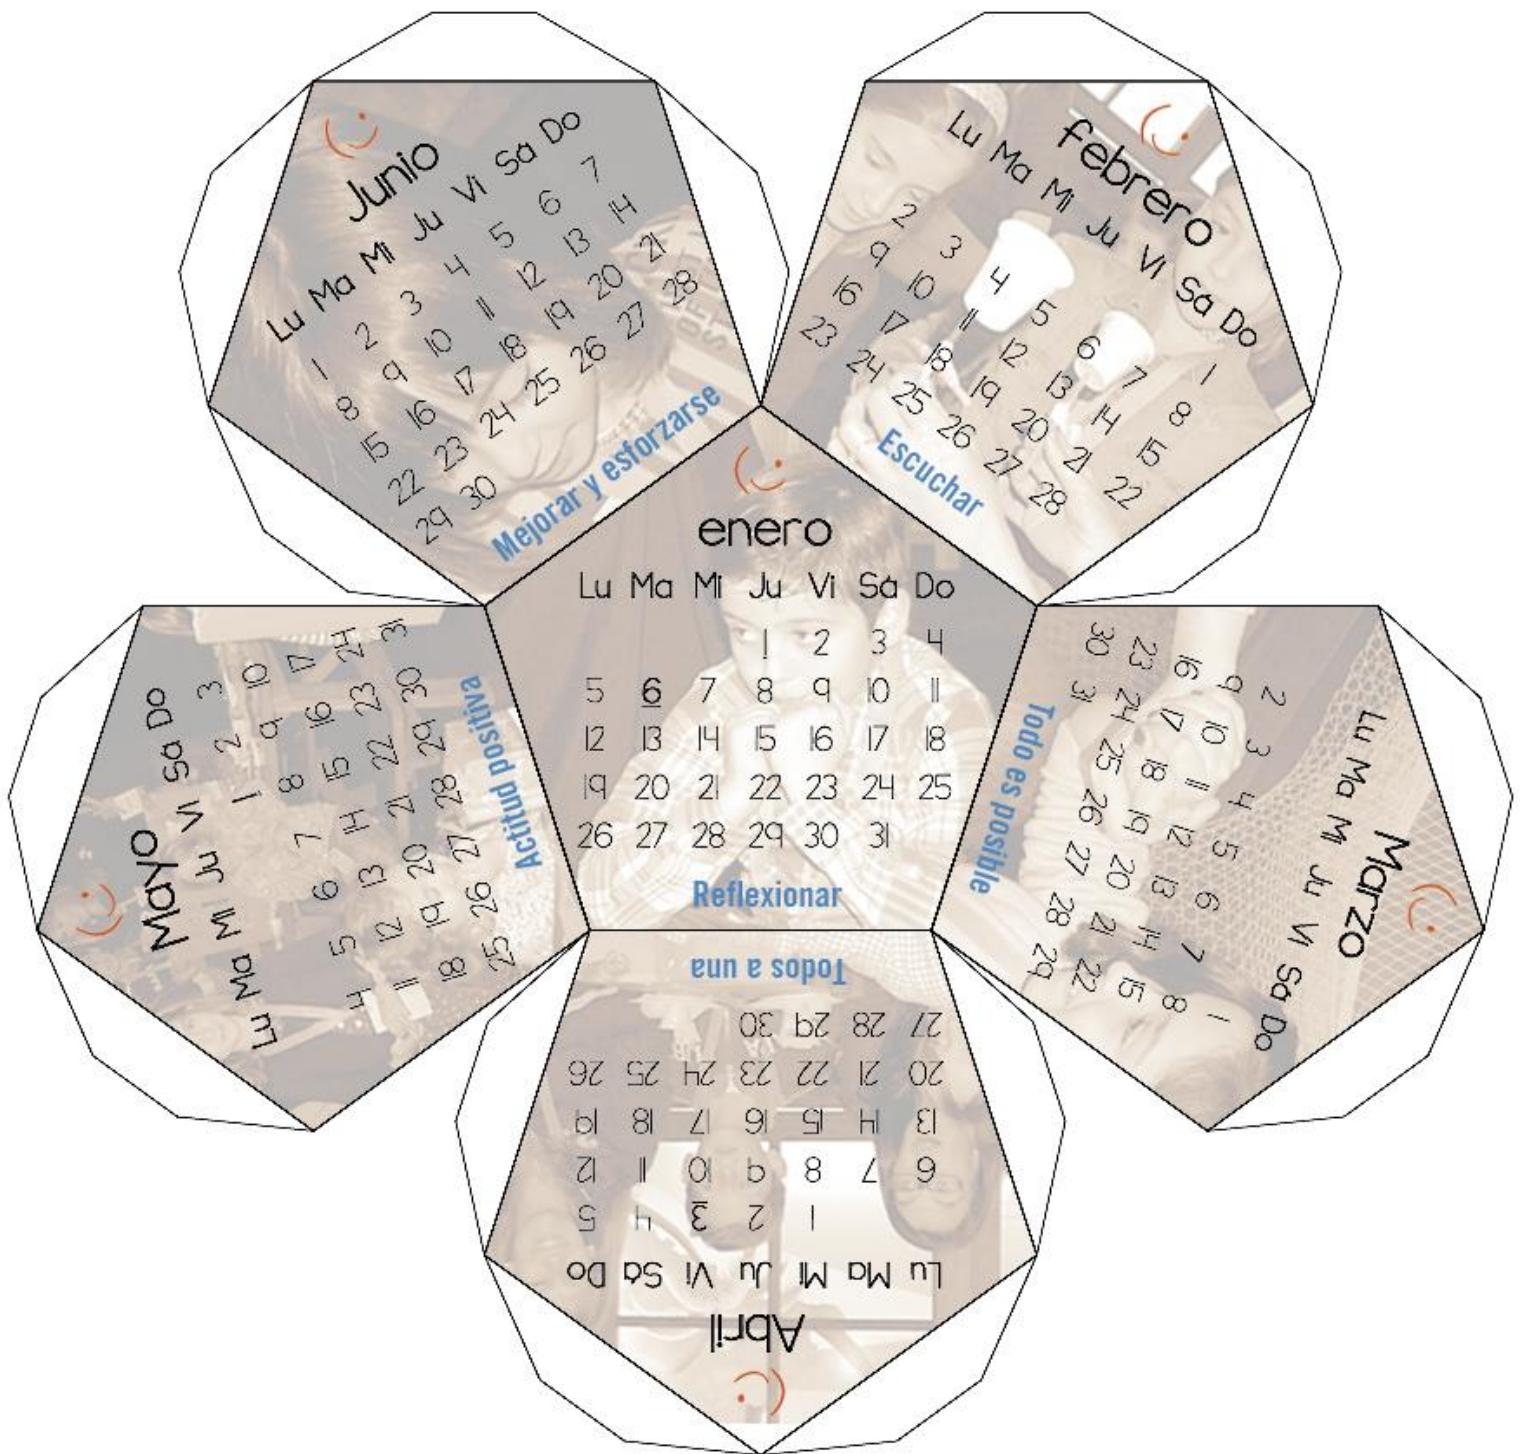 Junio
Lu Ma Mi Ju Vi Sá Do
1 2 3 4 5 6 7
8 9 10 11 12 13 14
15 16 17 18 19 20 21
22 23 24 25 26 27 28
29 30
Mejorar y esforzarse
febrero
Lu Ma Mi Ju Vi Sá Do
1
2 3 4 5 6 7 8
9 10 11 12 13 14 15
16 17 18 19 20 21 22
23 24 25 26 27 28
Escuchar
enero
Lu Ma Mi Ju Vi Sá Do
1 2 3 4
5 6 7 8 9 10 11
12 13 14 15 16 17 18
19 20 21 22 23 24 25
26 27 28 29 30 31
Reflexionar
Mayo
Lu Ma Mi Ju Vi Sá Do
1 2 3
4 5 6 7 8 9 10
11 12 13 14 15 16 17
18 19 20 21 22 23 24
25 26 27 28 29 30 31
Actitud positiva
Marzo
Lu Ma Mi Ju Vi Sá Do
1
2 3 4 5 6 7 8
9 10 11 12 13 14 15
16 17 18 19 20 21 22
23 24 25 26 27 28 29
30 31
Todo es posible
Abril
Lu Ma Mi Ju Vi Sá Do
1 2 3 4 5
6 7 8 9 10 11 12
13 14 15 16 17 18 19
20 21 22 23 24 25 26
27 28 29 30
Todos a una